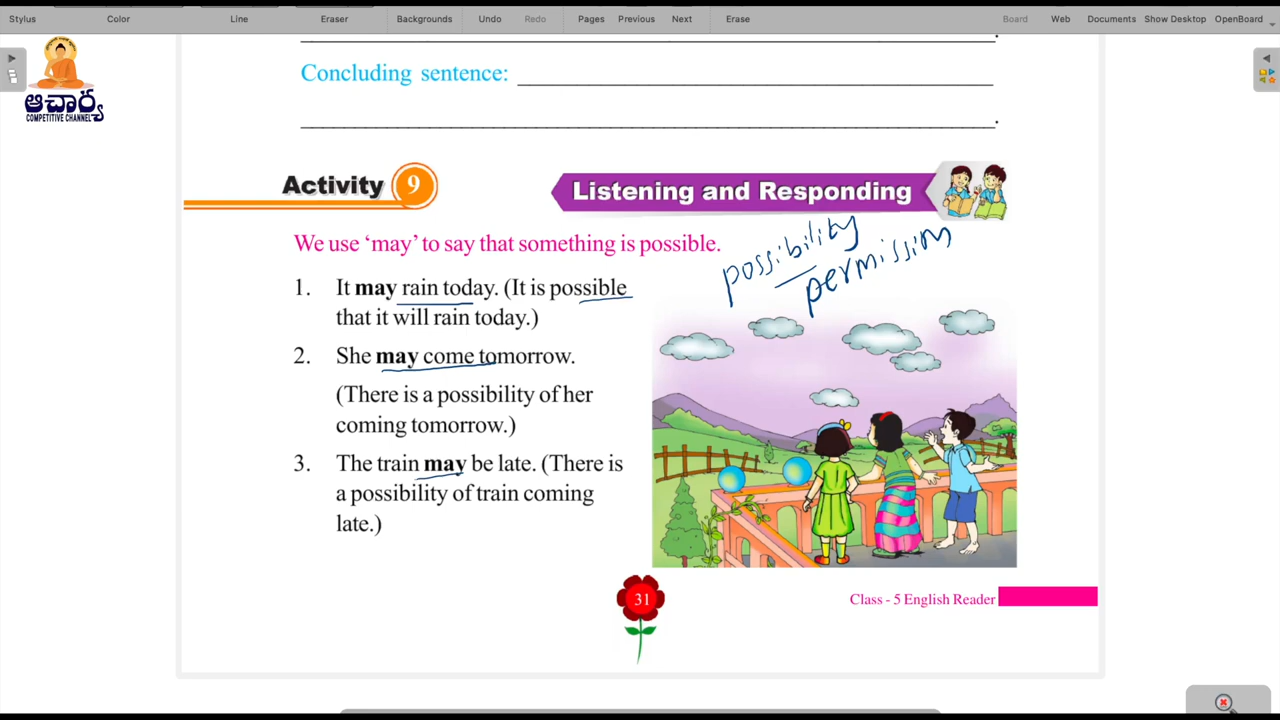 Stylus Color Line Eraser Backgrounds Undo Redo Pages Previous Next Erase Board Web Documents Show Desktop OpenBoard
ఆచార్య
COMPETITIVE CHANNEL
Concluding sentence:
Activity 9
Listening and Responding
We use ‘may’ to say that something is possible.
possibility
permission
1. It may rain today. (It is possible
that it will rain today.)
2. She may come tomorrow.
(There is a possibility of her
coming tomorrow.)
3. The train may be late. (There is
a possibility of train coming
late.)
31
Class - 5 English Reader